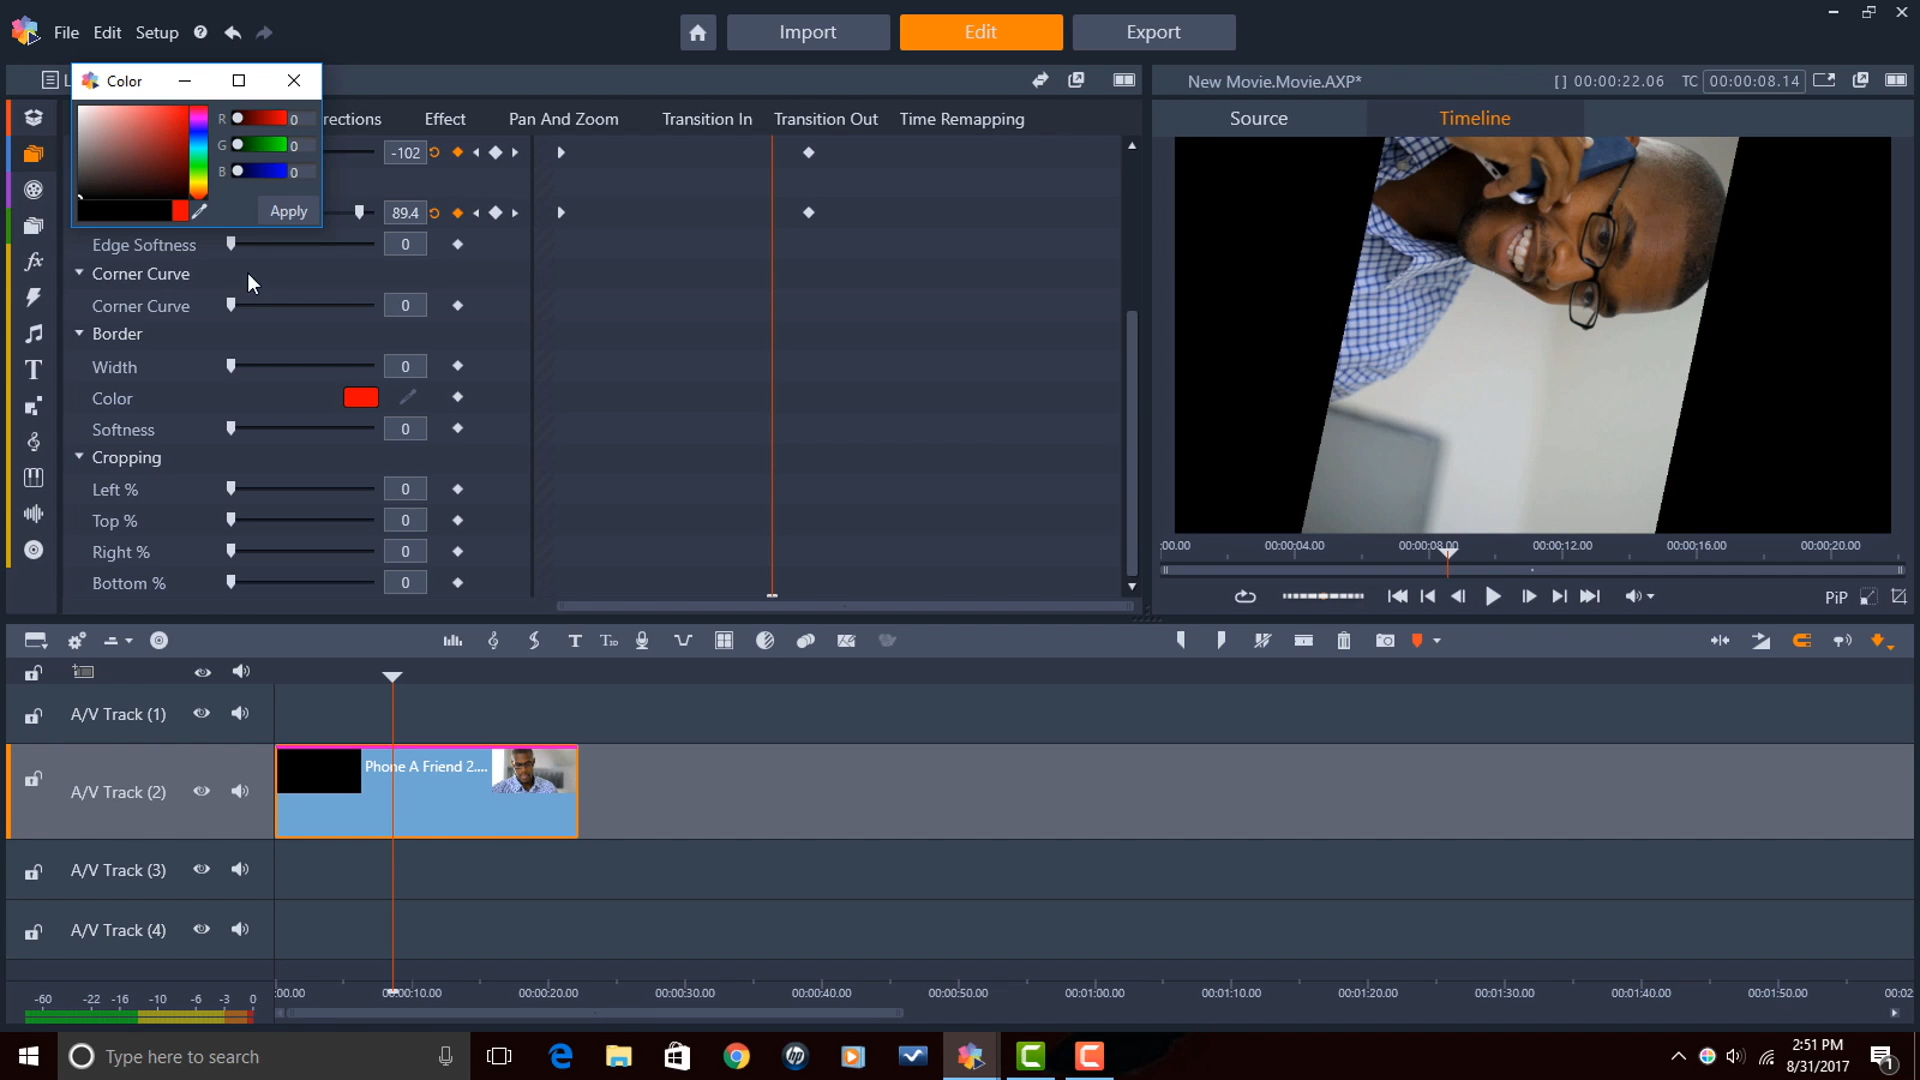 File Edit Setup
Import Edit Export
Color
L
New Movie.Movie.AXP* [ ] 00:00:22.06 TC 00:00:08.14
R 0
G 0
B 0
Apply
rections Effect Pan And Zoom Transition In Transition Out Time Remapping
Source Timeline
-102
89.4
Edge Softness 0
Corner Curve
Corner Curve 0
Border
Width 0
Color
Softness 0
Cropping
Left % 0
Top % 0
Right % 0
Bottom % 0
:00.00 00:00:04.00 00:00:08.00 00:00:12.00 00:00:16.00 00:00:20.00
PiP
A/V Track (1)
A/V Track (2)
Phone A Friend 2....
A/V Track (3)
A/V Track (4)
-60 -22 -16 -10 -6 -3 0
:00.00 00:00:10.00 00:00:20.00 00:00:30.00 00:00:40.00 00:00:50.00 00:01:00.00 00:01:10.00 00:01:20.00 00:01:30.00 00:01:40.00 00:01:50.00 00:02
Type here to search
2:51 PM
8/31/2017
1